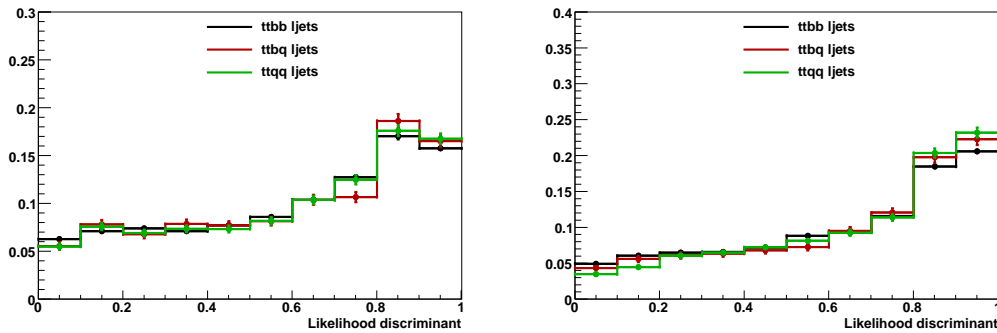 0.3
0.25
0.2
0.15
0.1
0.05
0
0 0.2 0.4 0.6 0.8 1
Likelihood discriminant
ttbb ljets
ttbq ljets
ttqq ljets
0.4
0.35
0.3
0.25
0.2
0.15
0.1
0.05
0
0 0.2 0.4 0.6 0.8 1
Likelihood discriminant
ttbb ljets
ttbq ljets
ttqq ljets